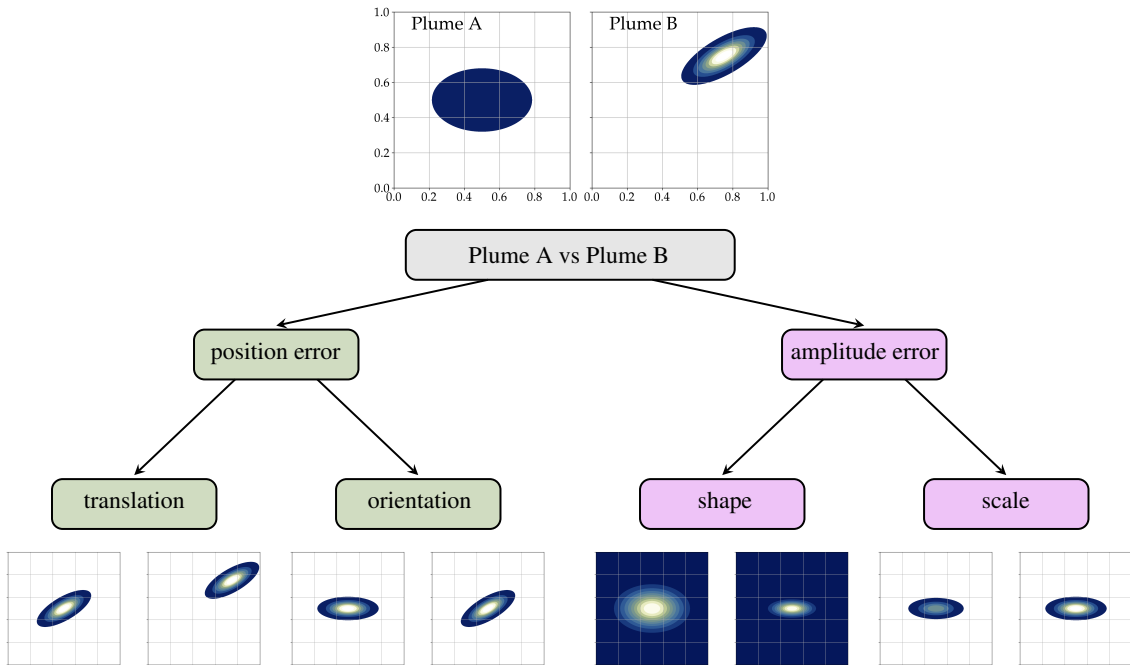 Plume A
Plume B
1.0
0.8
0.6
0.4
0.2
0.0
0.0 0.2 0.4 0.6 0.8 1.0
0.0 0.2 0.4 0.6 0.8 1.0
Plume A vs Plume B
position error
amplitude error
translation
orientation
shape
scale